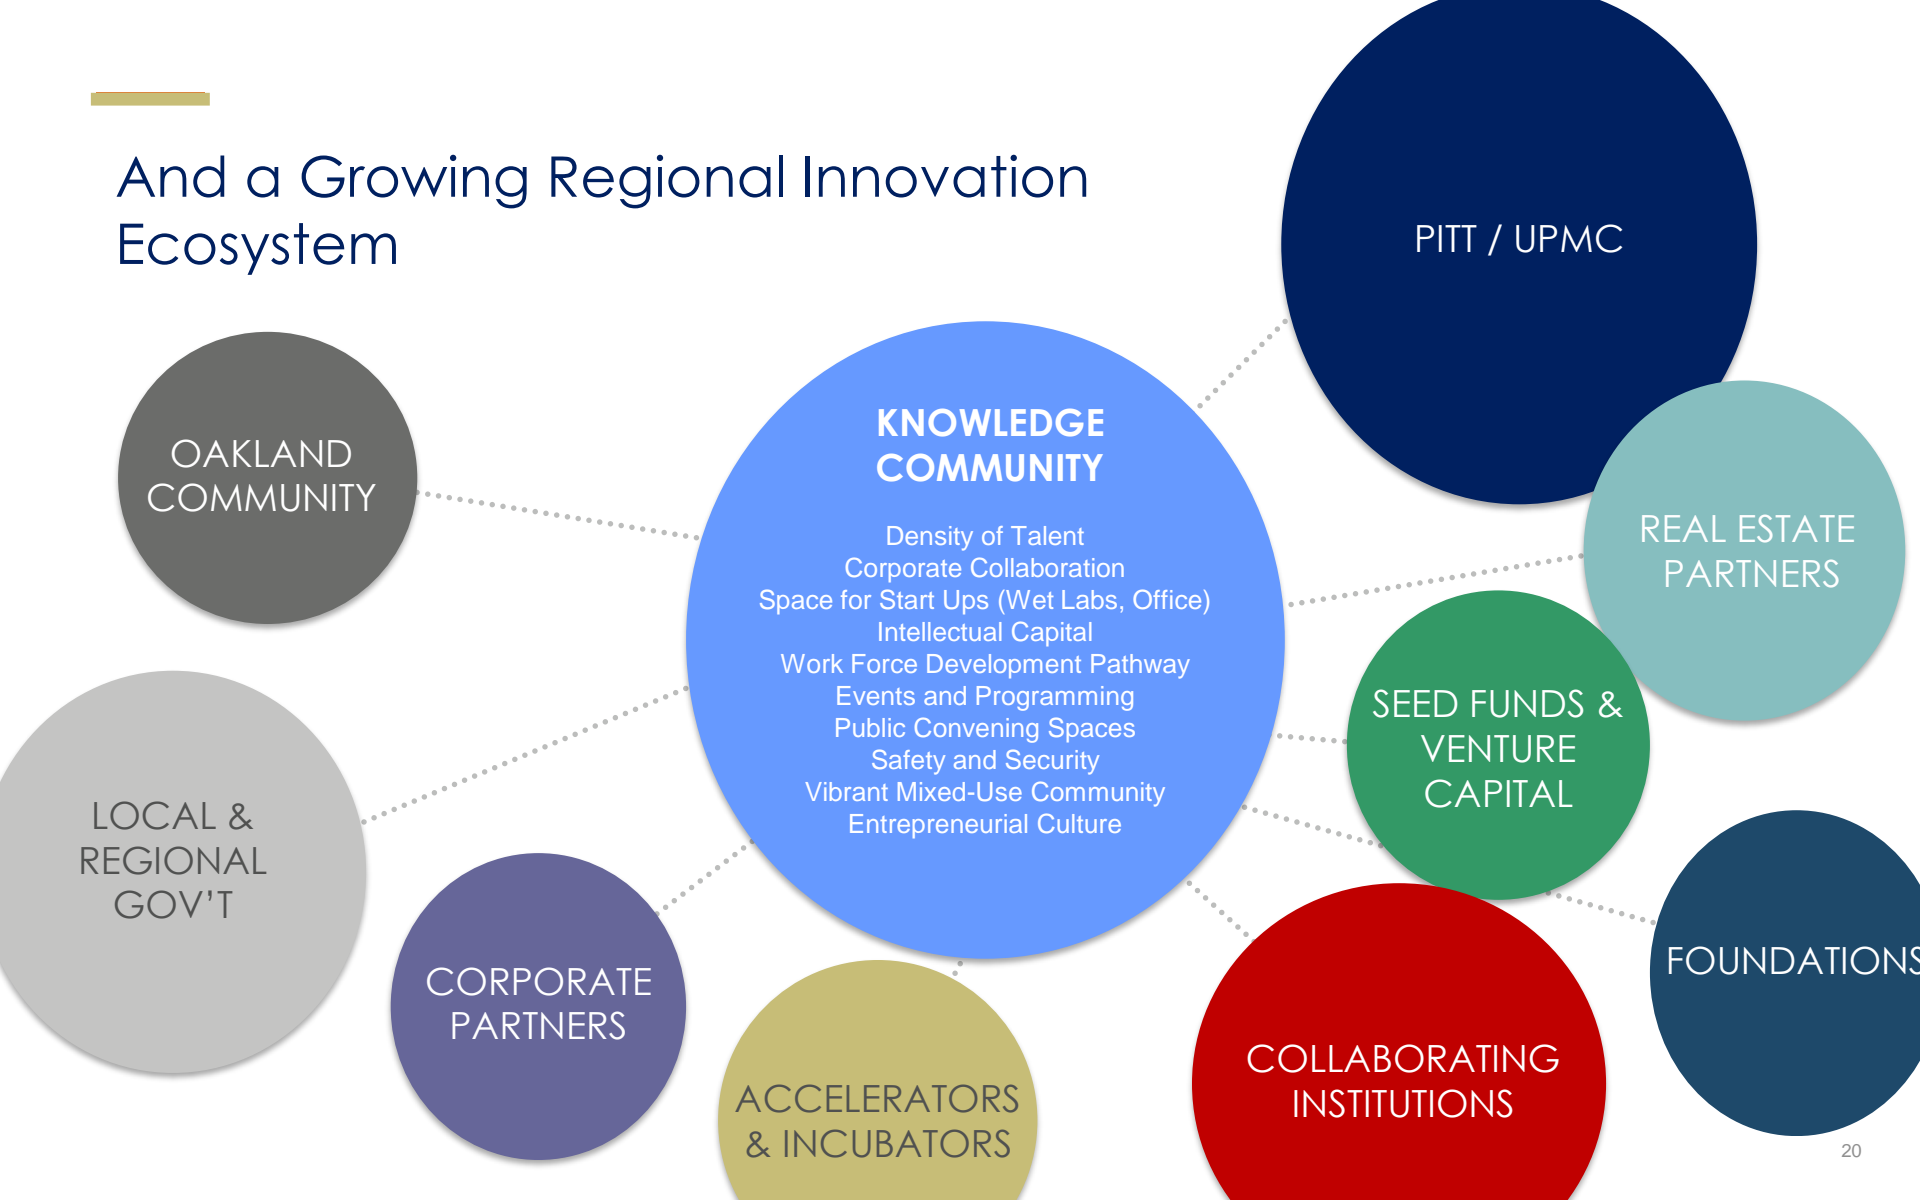 And a Growing Regional Innovation
Ecosystem
PITT / UPMC
OAKLAND
COMMUNITY
KNOWLEDGE
COMMUNITY
Density of Talent
Corporate Collaboration
Space for Start Ups (Wet Labs, Office)
Intellectual Capital
Work Force Development Pathway
Events and Programming
Public Convening Spaces
Safety and Security
Vibrant Mixed-Use Community
Entrepreneurial Culture
REAL ESTATE
PARTNERS
SEED FUNDS &
VENTURE
CAPITAL
LOCAL &
REGIONAL
GOV’T
CORPORATE
PARTNERS
ACCELERATORS
& INCUBATORS
COLLABORATING
INSTITUTIONS
FOUNDATIONS
20